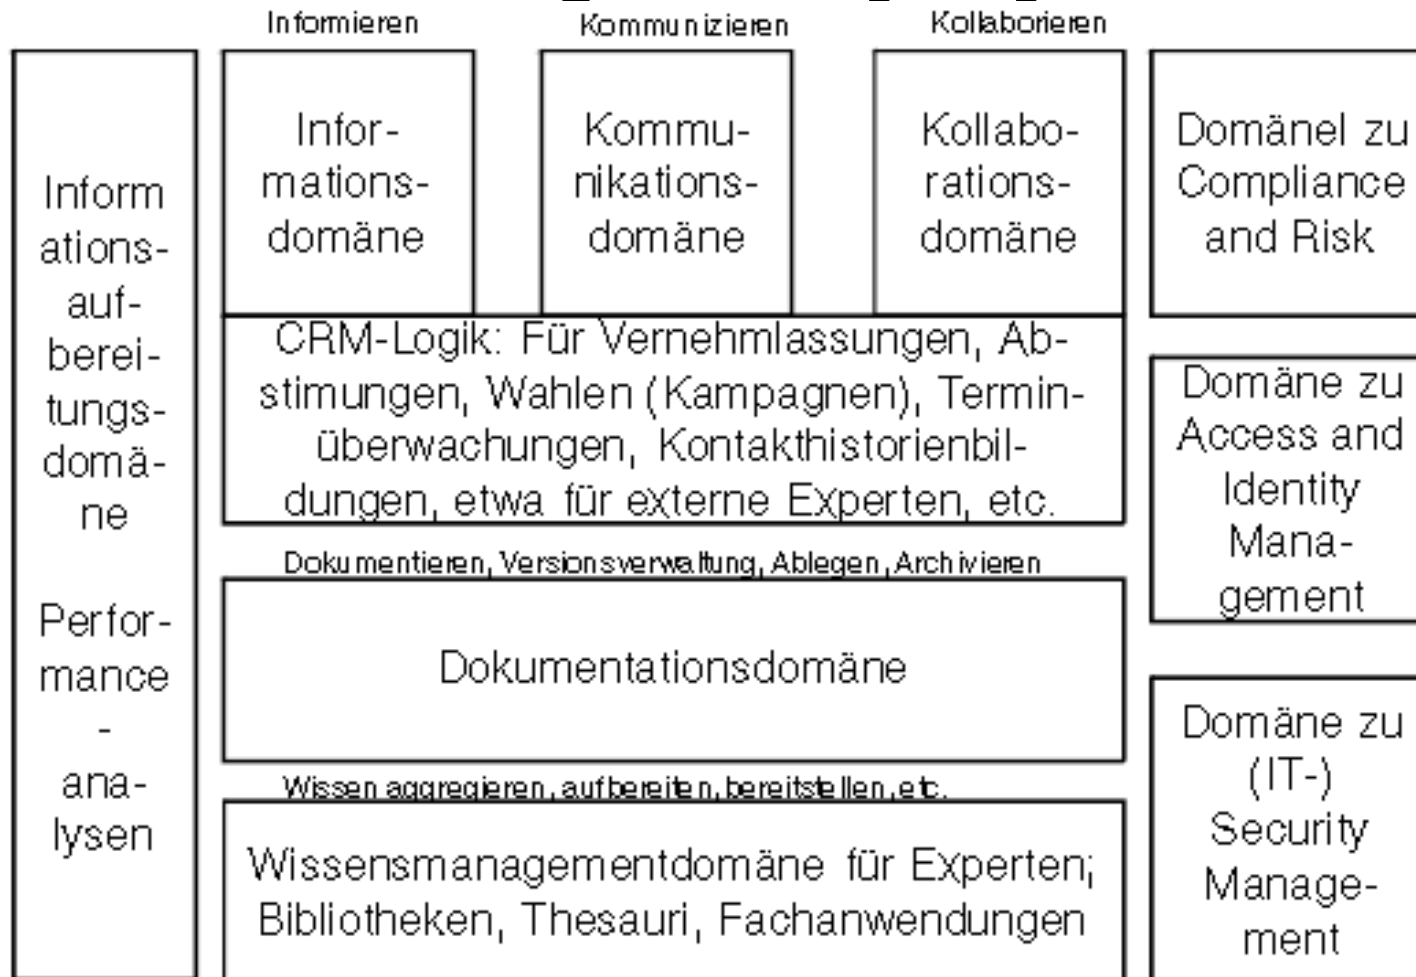 Informieren
Kommunizieren
Kollaborieren
Inform
ations-
auf-
berei-
tungs-
domä-
ne
Perfor-
mance
-
ana-
lysen
Infor-
mations-
domäne
Kommu-
nikations-
domäne
Kollabo-
rations-
domäne
CRM-Logik: Für Vernehmlassungen, Ab-
stimungen, Wahlen (Kampagnen), Termin-
überwachungen, Kontakthistorienbil-
dungen, etwa für externe Experten, etc.
Dokumentieren, Versionsverwaltung, Ablegen, Archivieren
Dokumentationsdomäne
Wissen aggregieren, aufbereiten, bereitstellen, etc.
Wissensmanagementdomäne für Experten;
Bibliotheken, Thesauri, Fachanwendungen
Domänel zu
Compliance
and Risk
Domäne zu
Access and
Identity
Mana-
gement
Domäne zu
(IT-)
Security
Manage-
ment